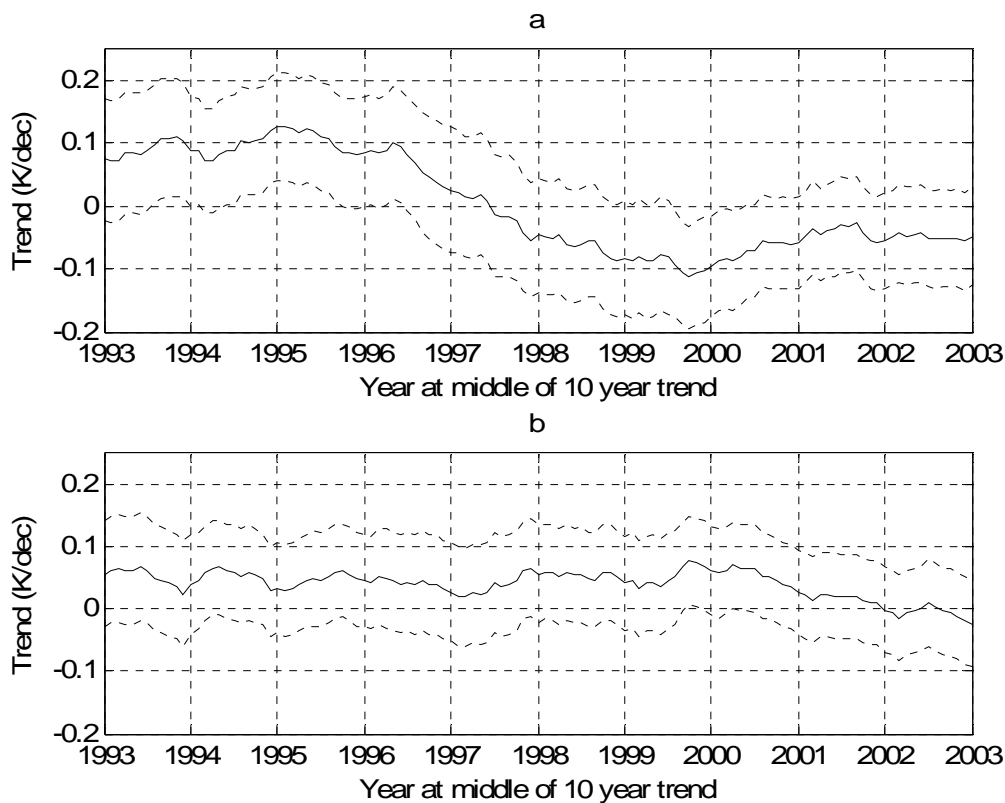 a
Trend (K/dec)
0.2
0.1
0
-0.1
-0.2
1993 1994 1995 1996 1997 1998 1999 2000 2001 2002 2003
Year at middle of 10 year trend
b
Trend (K/dec)
0.2
0.1
0
-0.1
-0.2
1993 1994 1995 1996 1997 1998 1999 2000 2001 2002 2003
Year at middle of 10 year trend